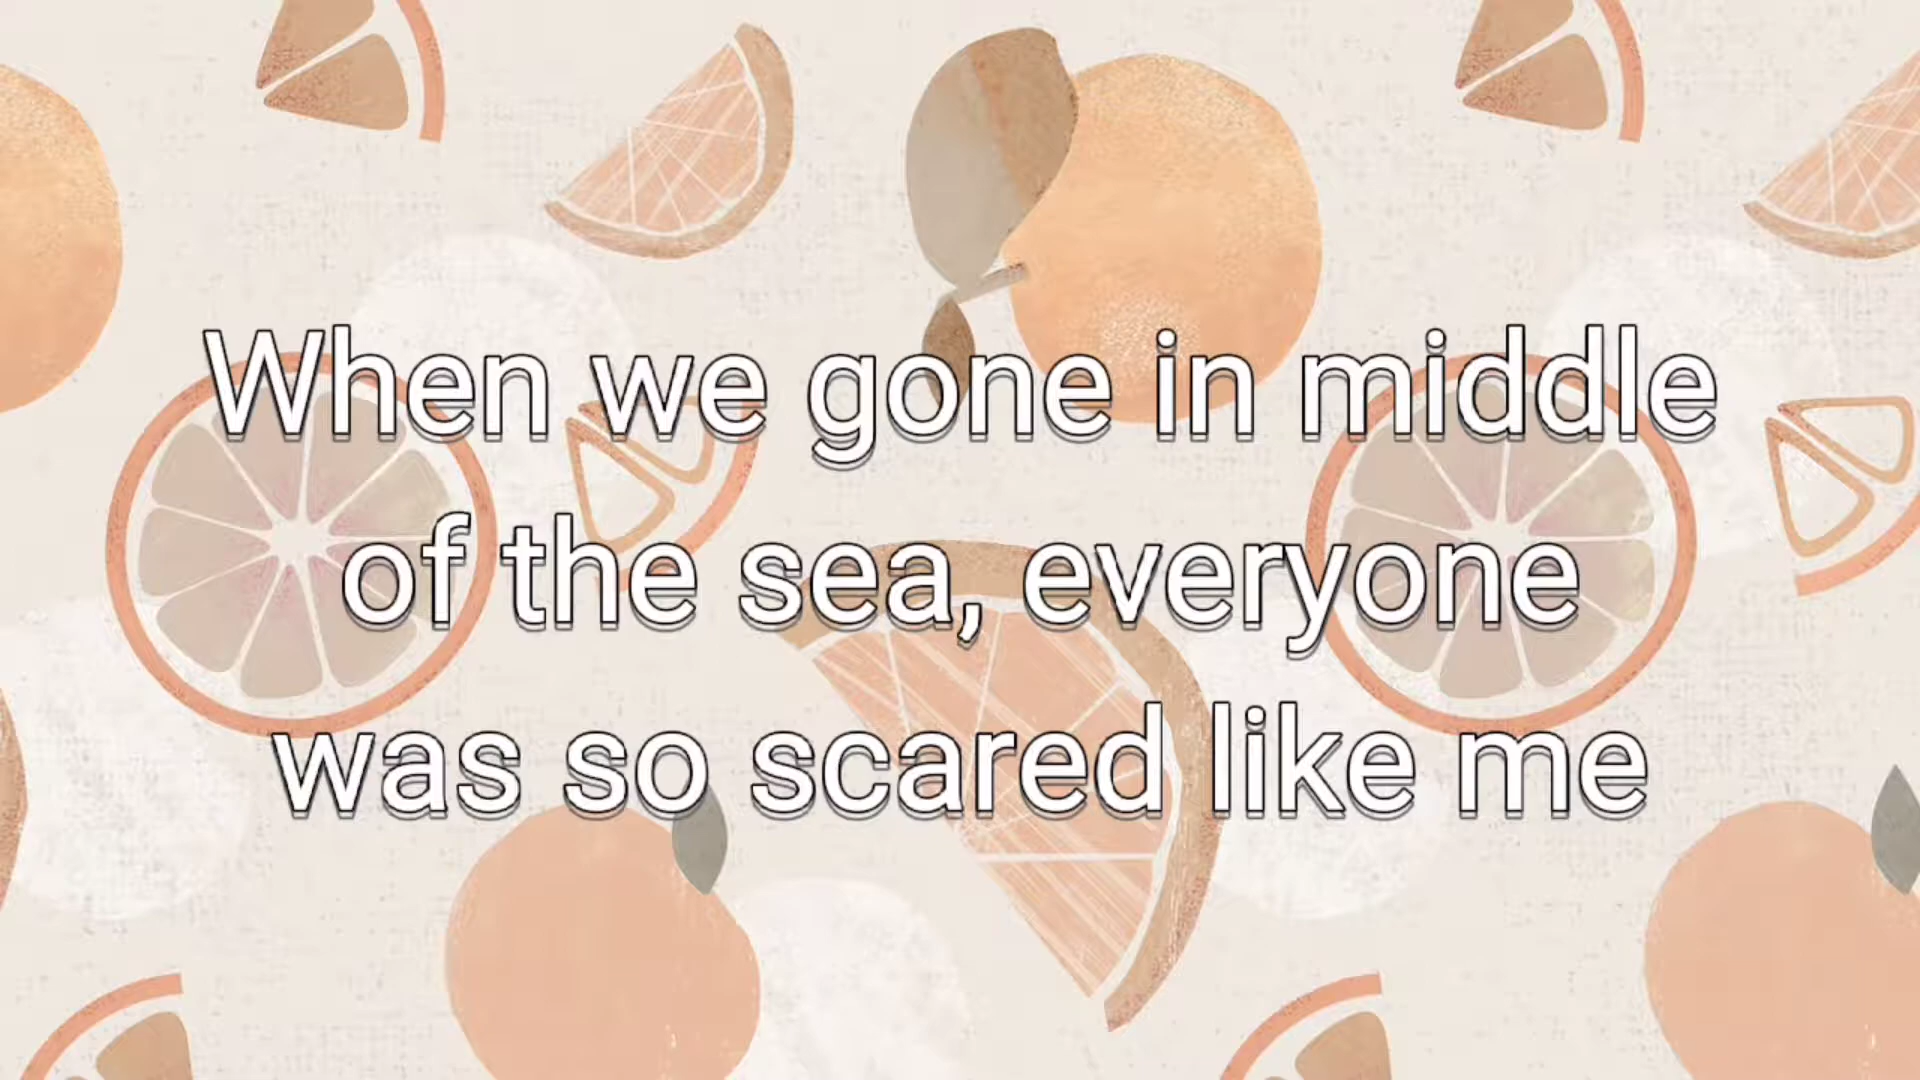 When we gone in middle
of the sea, everyone
was so scared like me